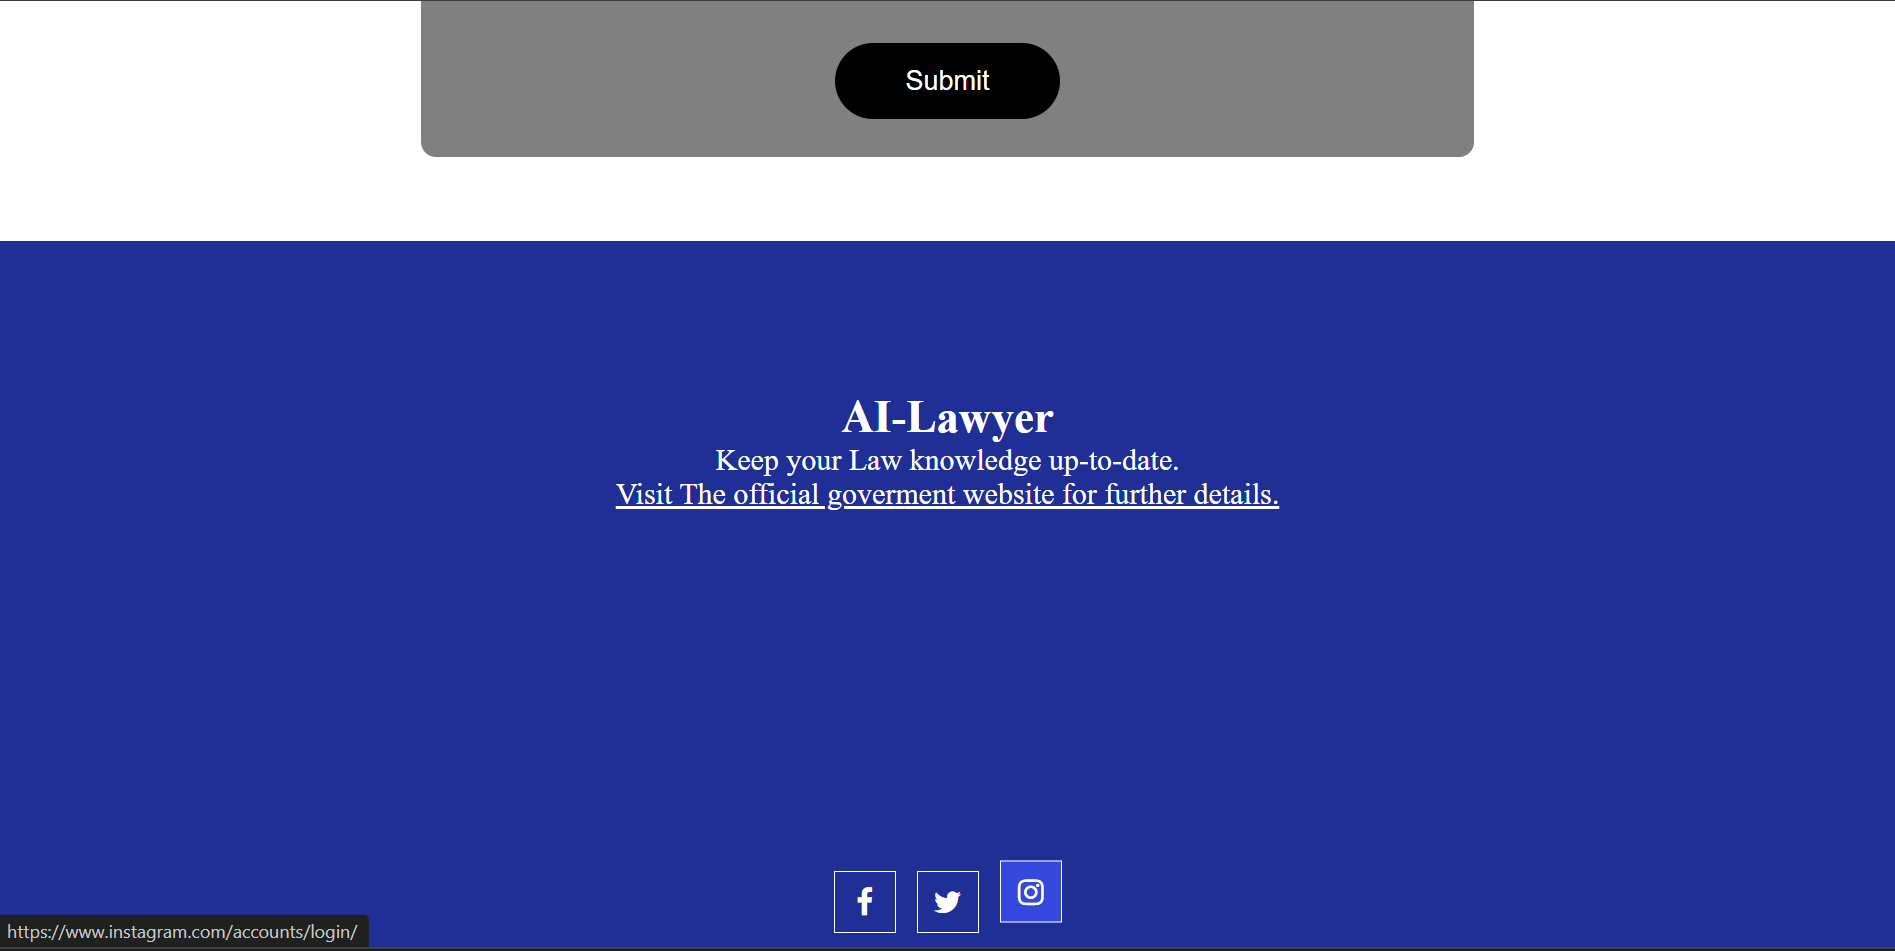 Submit
AI-Lawyer
Keep your Law knowledge up-to-date.
Visit The official goverment website for further details.
https://www.instagram.com/accounts/login/